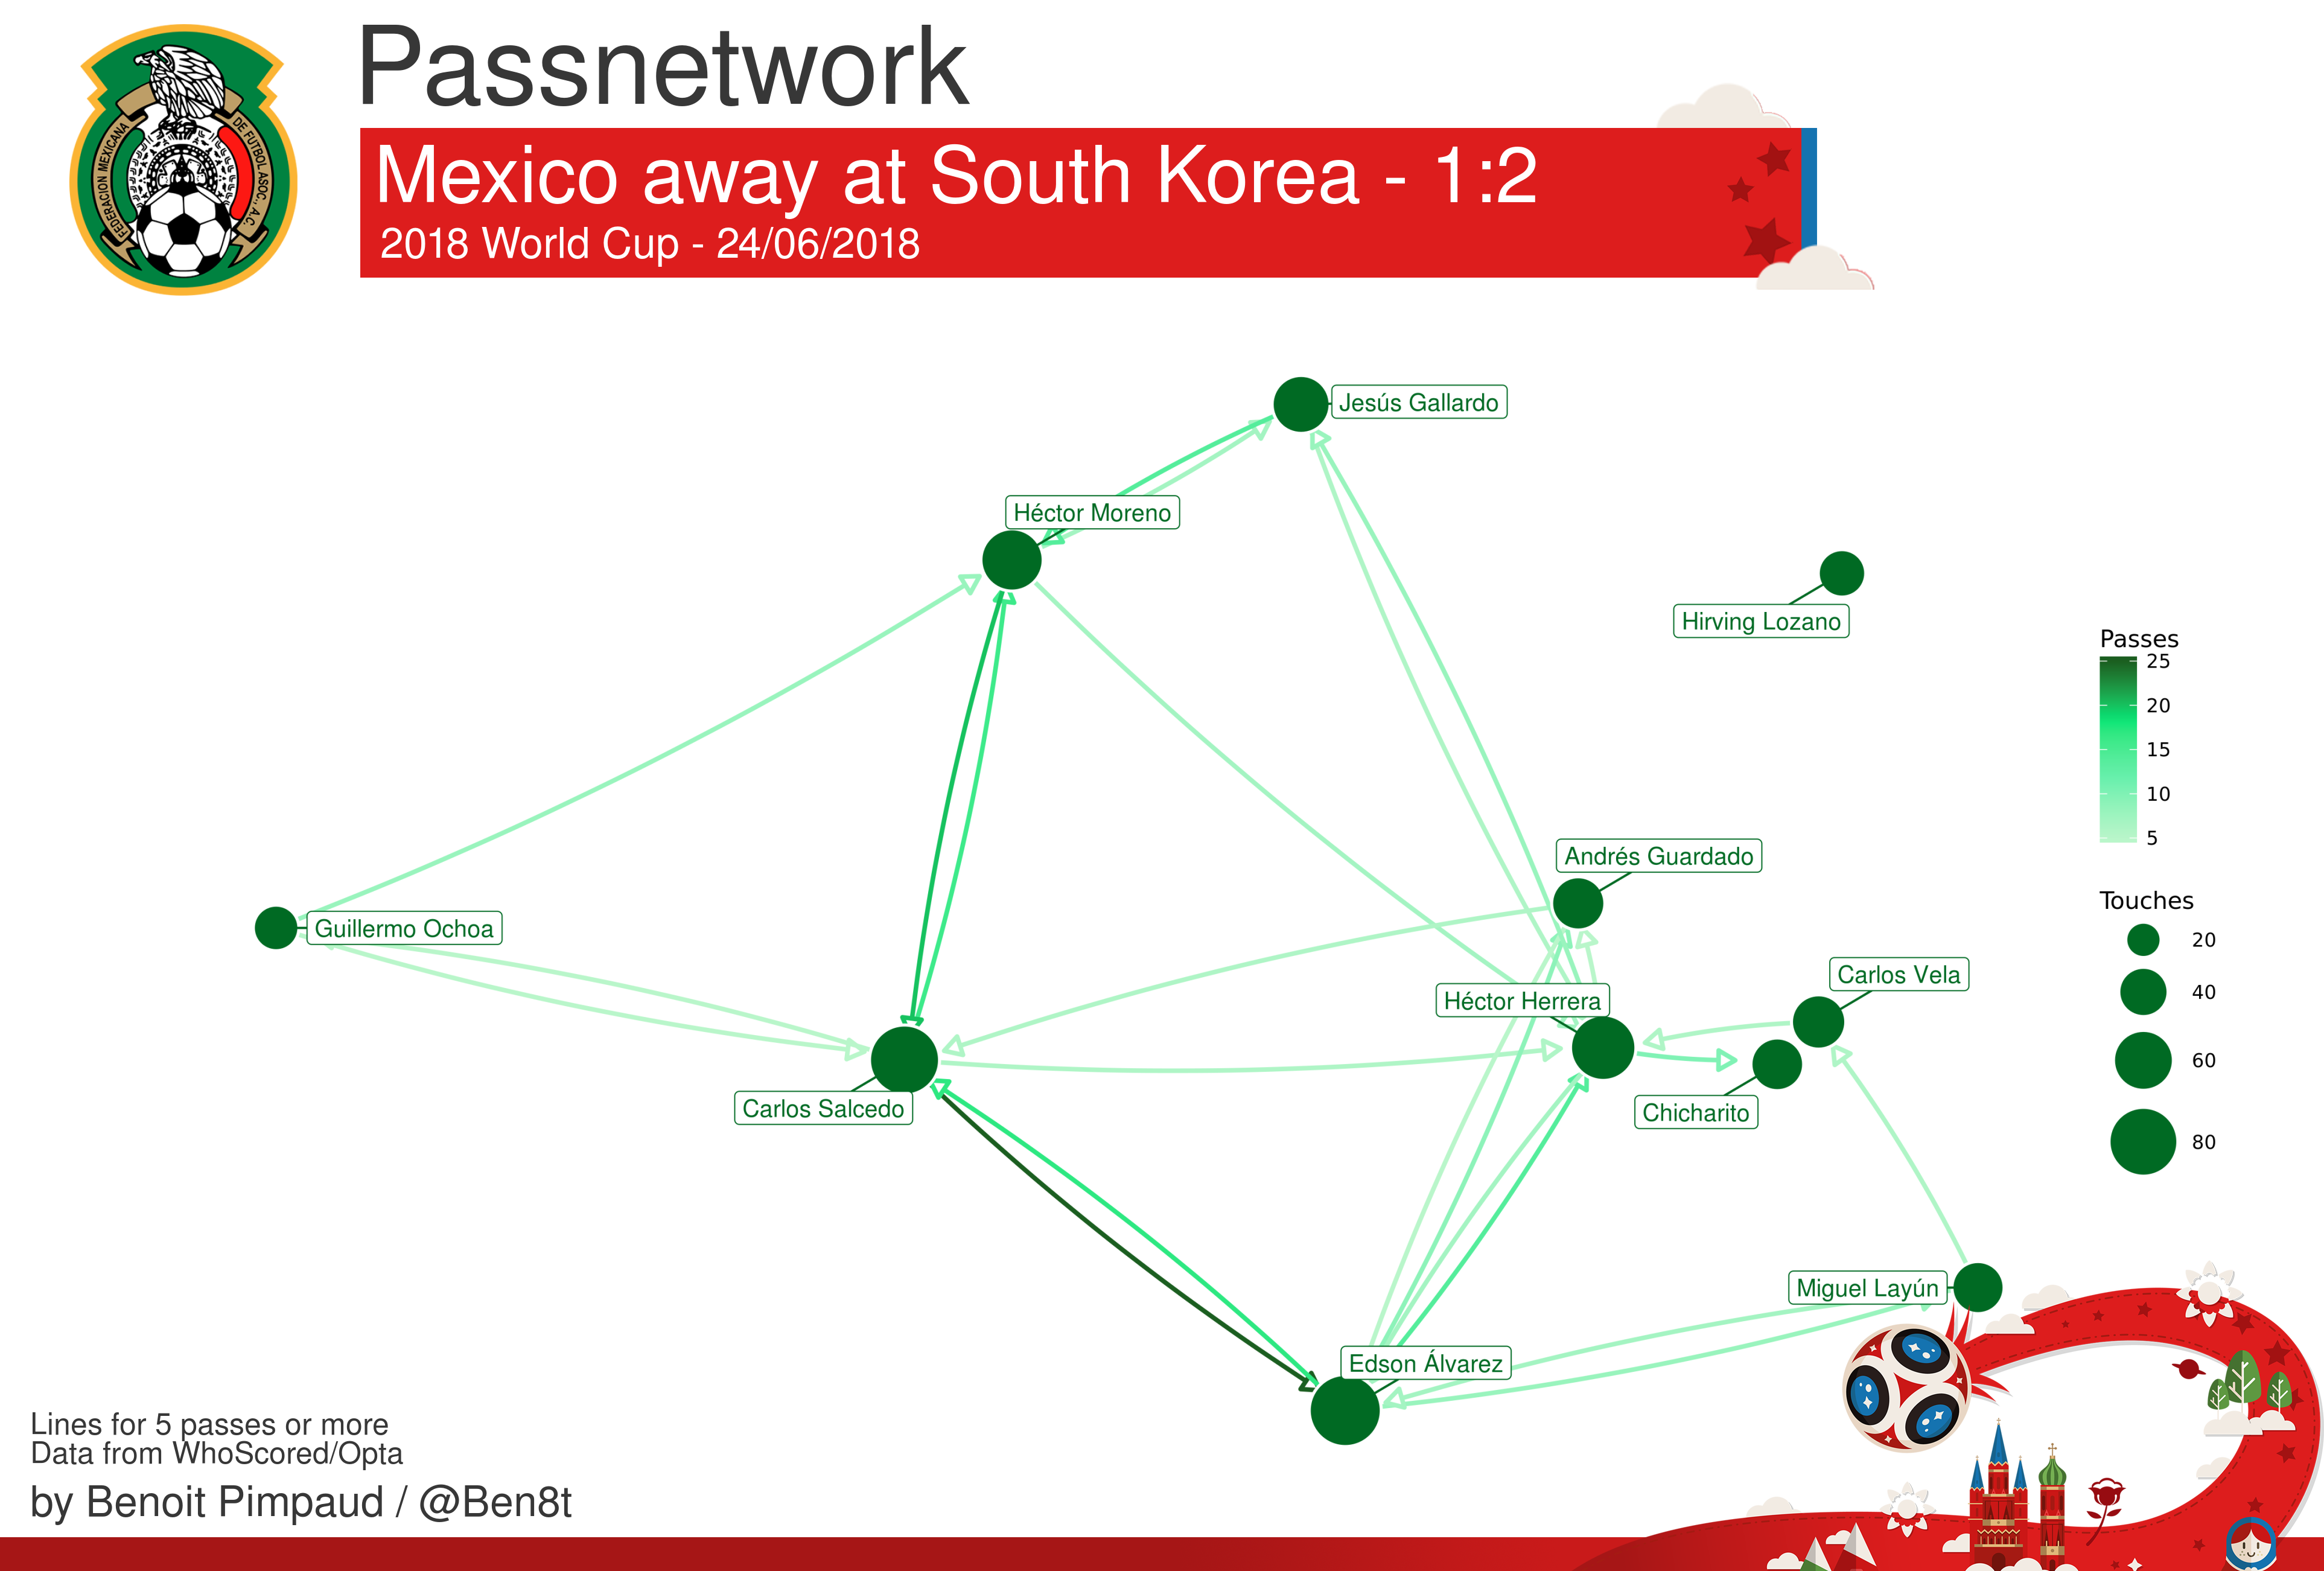 Passnetwork
FEDERACION MEXICANA
DE FUTBOL ASOC., A.C.
Mexico away at South Korea - 1:2
2018 World Cup - 24/06/2018
Jesús Gallardo
Héctor Moreno
Hirving Lozano
Passes
25
20
15
10
5
Andrés Guardado
Touches
20
40
60
80
Guillermo Ochoa
Carlos Vela
Héctor Herrera
Carlos Salcedo
Chicharito
Miguel Layún
Edson Álvarez
Lines for 5 passes or more
Data from WhoScored/Opta
by Benoit Pimpaud / @Ben8t